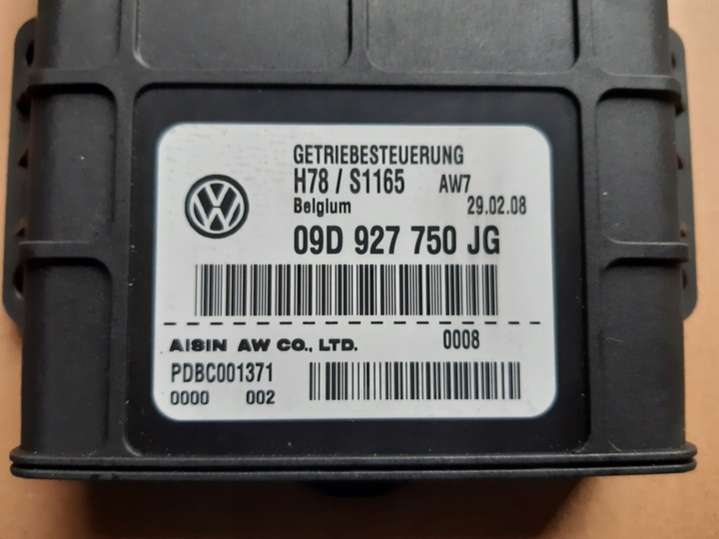 GETRIEBESTEUERUNG
H78 / S1165 AW7
Belgium 29.02.08
09D 927 750 JG
AISIN AW CO., LTD. 0008
PDBC001371
0000 002